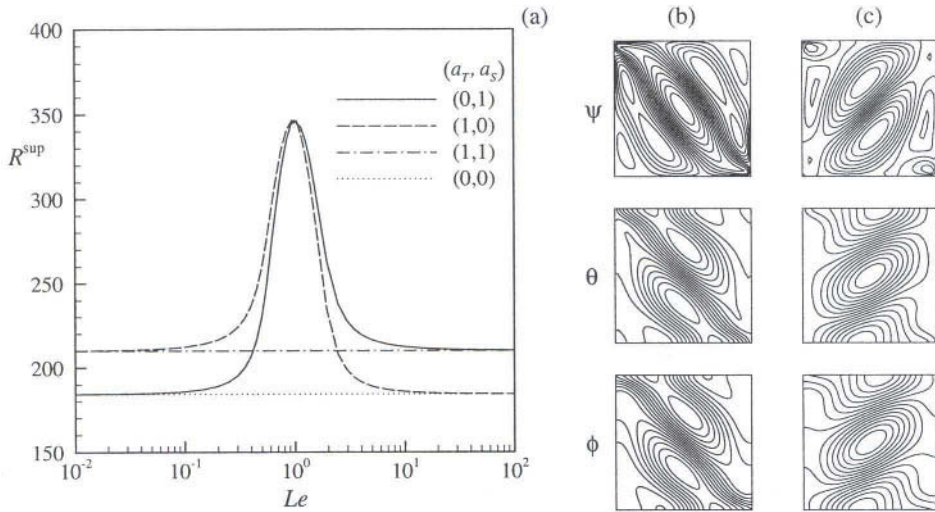 (a)
(b)
(c)
400
350
300
250
200
150
R^sup
(a_T, a_S)
(0,1)
(1,0)
(1,1)
(0,0)
10^-2
10^-1
10^0
10^1
10^2
Le
ψ
θ
ϕ